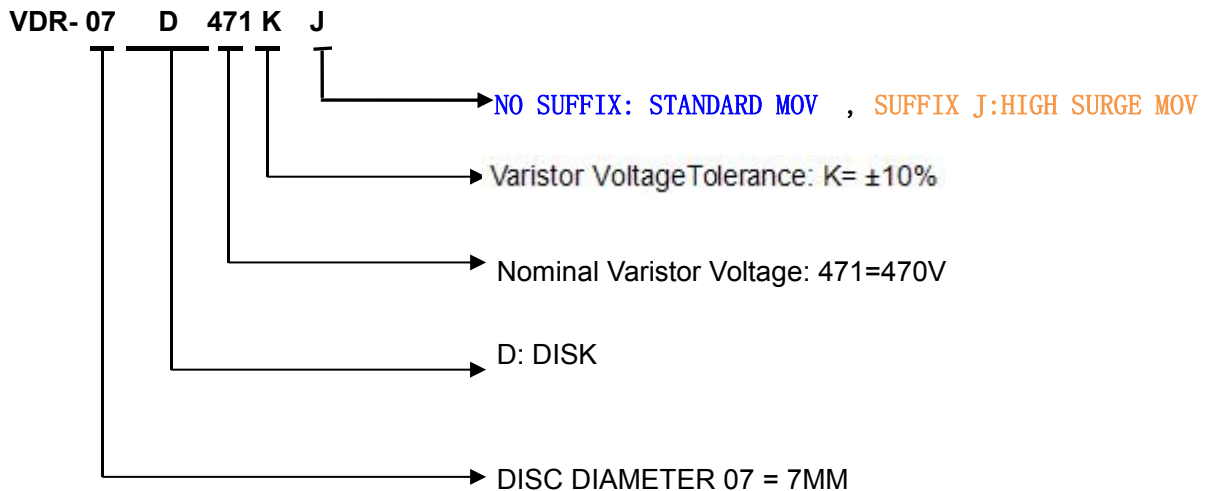 VDR- 07 D 471 K J
NO SUFFIX: STANDARD MOV , SUFFIX J:HIGH SURGE MOV
Varistor VoltageTolerance: K= ±10%
Nominal Varistor Voltage: 471=470V
D: DISK
DISC DIAMETER 07 = 7MM